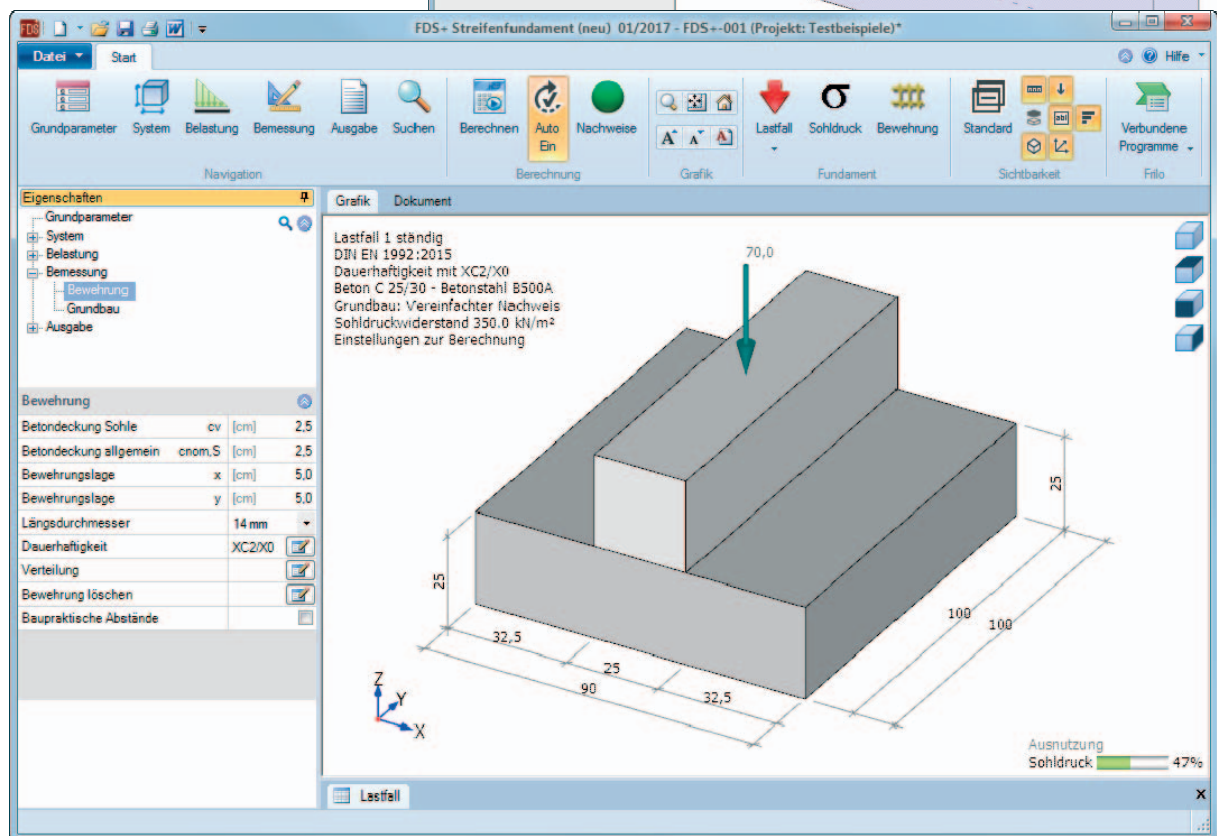 FDS
FDS+ Streifenfundament (neu) 01/2017 - FDS+-001 (Projekt: Testbeispiele)*
Datei Start Hilfe
Grundparameter System Belastung Bemessung Ausgabe Suchen Berechnen Auto Ein Nachweise Lastfall Sohldruck Bewehrung Standard Verbundene Programme
Navigation Berechnung Grafik Fundament Sichtbarkeit Frilo
Eigenschaften
Grundparameter
System
Belastung
Bemessung
Bewehrung
Grundbau
Ausgabe
Bewehrung
Betondeckung Sohle cv [cm] 2,5
Betondeckung allgemein cnom,S [cm] 2,5
Bewehrungslage x [cm] 5,0
Bewehrungslage y [cm] 5,0
Längsdurchmesser 14 mm
Dauerhaftigkeit XC2/X0
Verteilung
Bewehrung löschen
Baupraktische Abstände
Grafik Dokument
Lastfall 1 ständig
DIN EN 1992:2015
Dauerhaftigkeit mit XC2/X0
Beton C 25/30 - Betonstahl B500A
Grundbau: Vereinfachter Nachweis
Sohldruckwiderstand 350.0 kN/m²
Einstellungen zur Berechnung
70,0
25
25
32,5
25
32,5
90
100
100
Z
Y
X
Ausnutzung
Sohldruck 47%
Lastfall